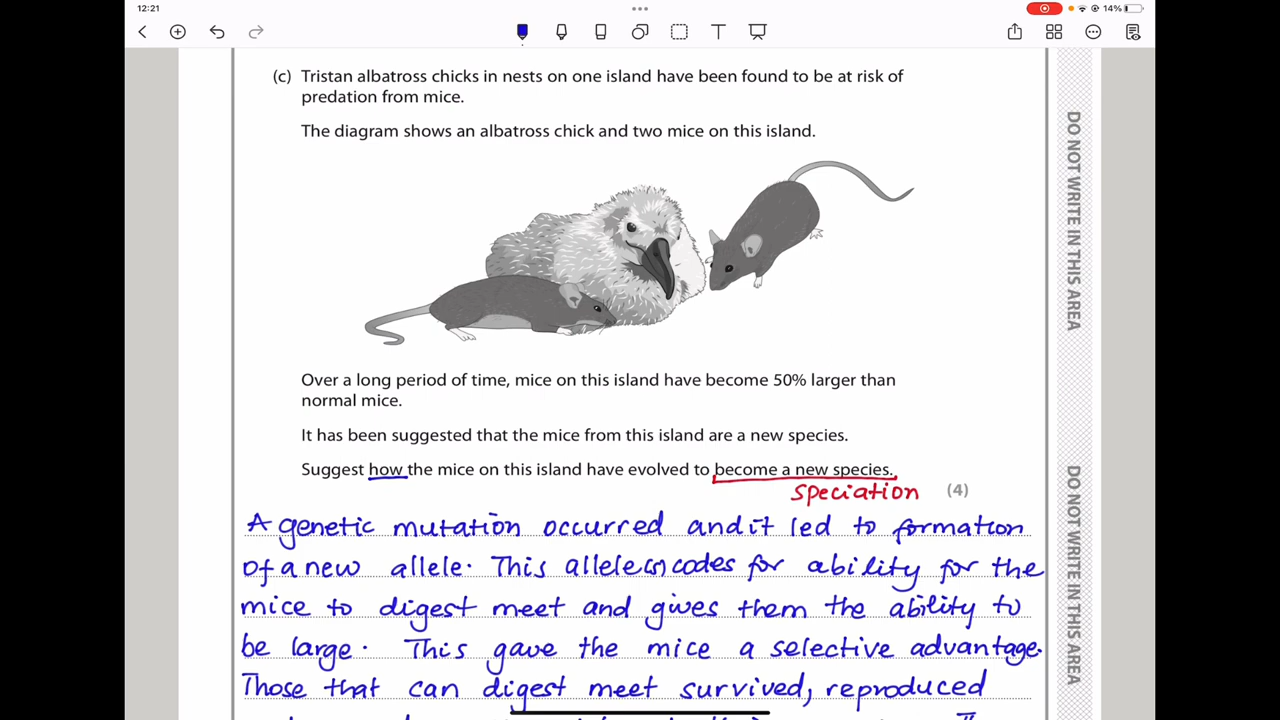 12:21
14%
(c) Tristan albatross chicks in nests on one island have been found to be at risk of
predation from mice.
The diagram shows an albatross chick and two mice on this island.
Over a long period of time, mice on this island have become 50% larger than
normal mice.
It has been suggested that the mice from this island are a new species.
Suggest how the mice on this island have evolved to become a new species.
speciation (4)
A genetic mutation occurred and it led to formation
of a new allele. This allele(s) codes for ability for the
mice to digest meet and gives them the ability to
be large. This gave the mice a selective advantage.
Those that can digest meet survived, reproduced
DO NOT WRITE IN THIS AREA
DO NOT WRITE IN THIS AREA